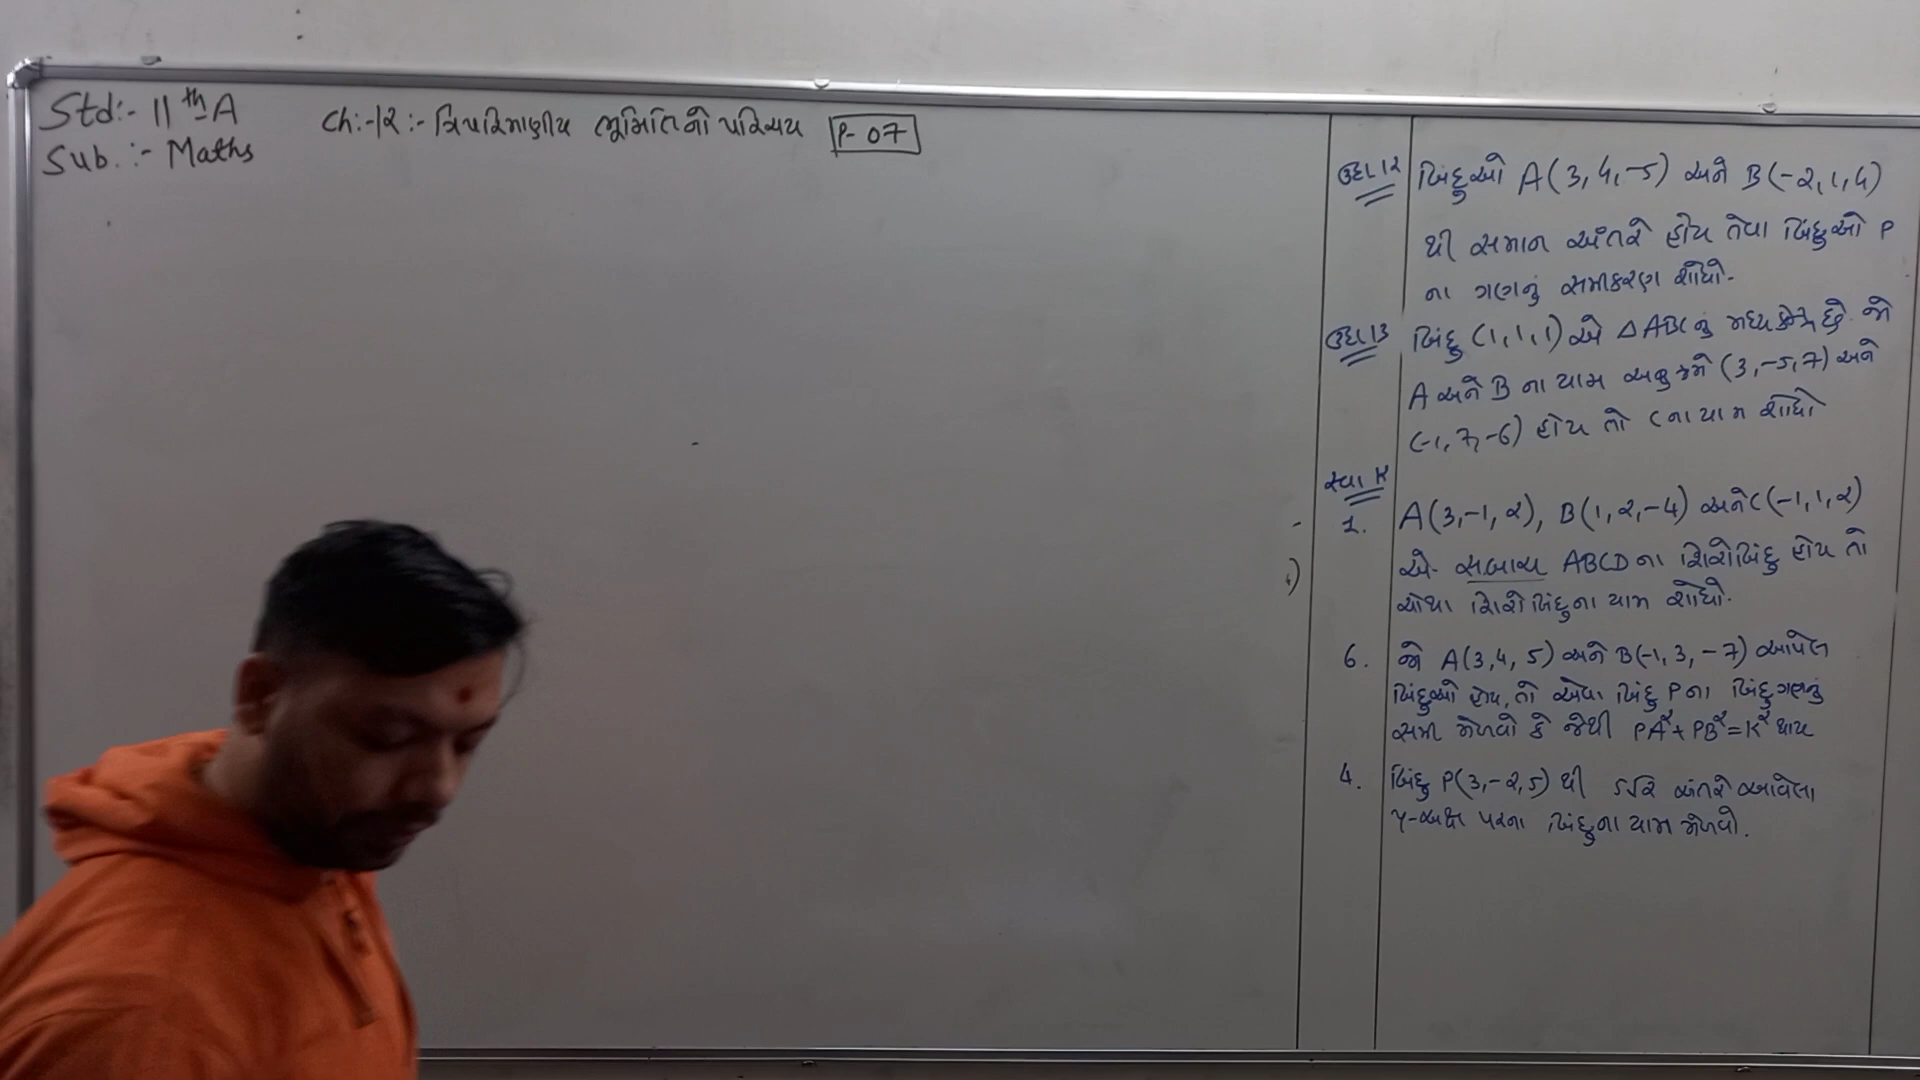 Std:- 11th A
Sub.:- Maths
Ch:-12:- ત્રિપરિમાણીય ભૂમિતિનો પરિચય P-07
ઉદા 12 બિંદુઓ A(3,4,-5) અને B(-2,1,4)
થી સમાન અંતરે હોય તેવા બિંદુઓ P
ના ગણનું સમીકરણ શોધો.
ઉદા 13 બિંદુ (1,1,1) એ △ABC નું મધ્યકેન્દ્ર છે. જો
A અને B ના યામ અનુક્રમે (3,-5,7) અને
(-1,7,-6) હોય તો C ના યામ શોધો
સ્વા K
1. A(3,-1,2), B(1,2,-4) અને C(-1,1,2)
એ સ.બા.ચ ABCD ના શિરોબિંદુ હોય તો
ચોથા શિરોબિંદુના યામ શોધો.
6. જો A(3,4,5) અને B(-1,3,-7) આપેલ
બિંદુઓ હોય, તો એવા બિંદુ P ના બિંદુગણનું
સમી મેળવો કે જેથી PA²+PB²=K² થાય
4. બિંદુ P(3,-2,5) થી 5√2 અંતરે આવેલા
y-અક્ષ પરના બિંદુના યામ મેળવો.